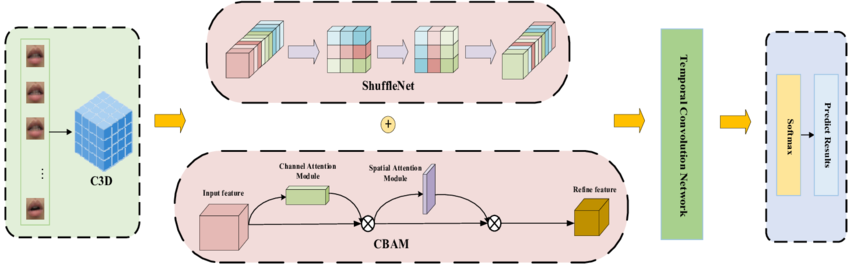 C3D
ShuffleNet
+
Channel Attention
Module
Spatial Attention
Module
Input feature
Refine feature
CBAM
Temporal Convolution Network
Softmax
Predict Results